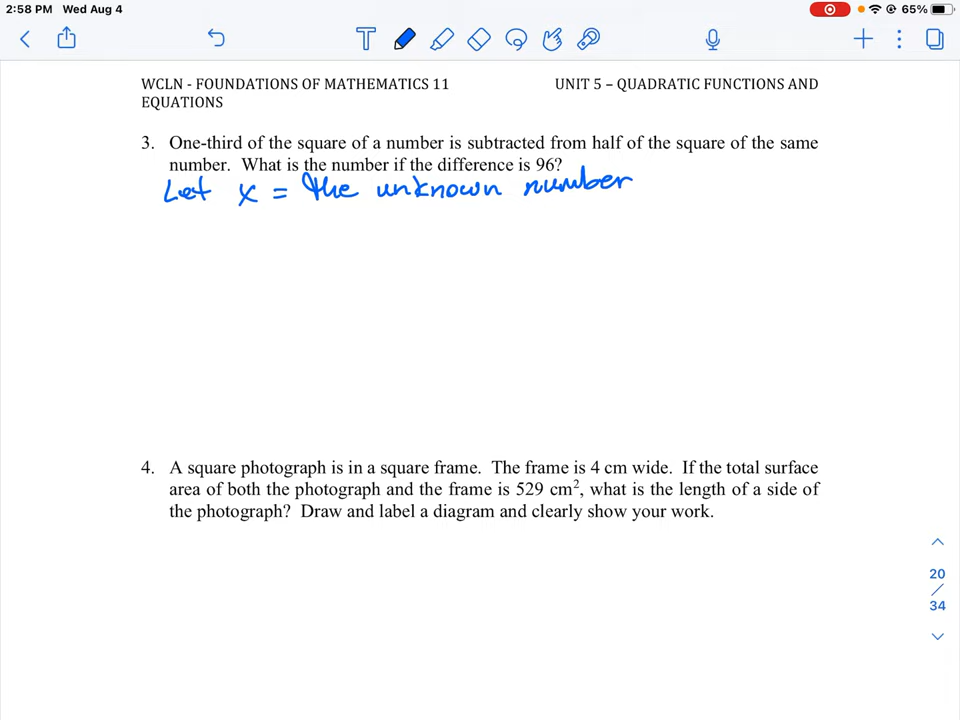 2:58 PM Wed Aug 4 65%
T
WCLN - FOUNDATIONS OF MATHEMATICS 11 UNIT 5 – QUADRATIC FUNCTIONS AND
EQUATIONS
3. One-third of the square of a number is subtracted from half of the square of the same
number. What is the number if the difference is 96?
Let x = the unknown number
4. A square photograph is in a square frame. The frame is 4 cm wide. If the total surface
area of both the photograph and the frame is 529 cm², what is the length of a side of
the photograph? Draw and label a diagram and clearly show your work.
20
/
34